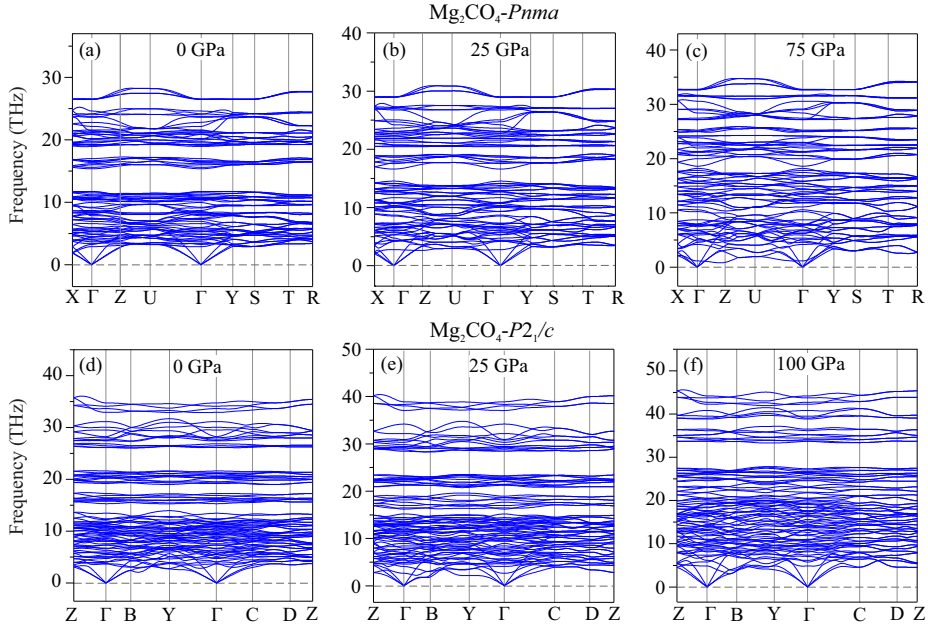 Mg₂CO₄-Pnma
(a) 0 GPa
(b) 25 GPa
(c) 75 GPa
Frequency (THz)
30
20
10
0
40
30
20
10
0
40
30
20
10
0
X Γ Z U Γ Y S T R
X Γ Z U Γ Y S T R
X Γ Z U Γ Y S T R
Mg₂CO₄-P2₁/c
(d) 0 GPa
(e) 25 GPa
(f) 100 GPa
Frequency (THz)
40
30
20
10
0
50
40
30
20
10
0
50
40
30
20
10
0
Z Γ B Y Γ C D Z
Z Γ B Y Γ C D Z
Z Γ B Y Γ C D Z